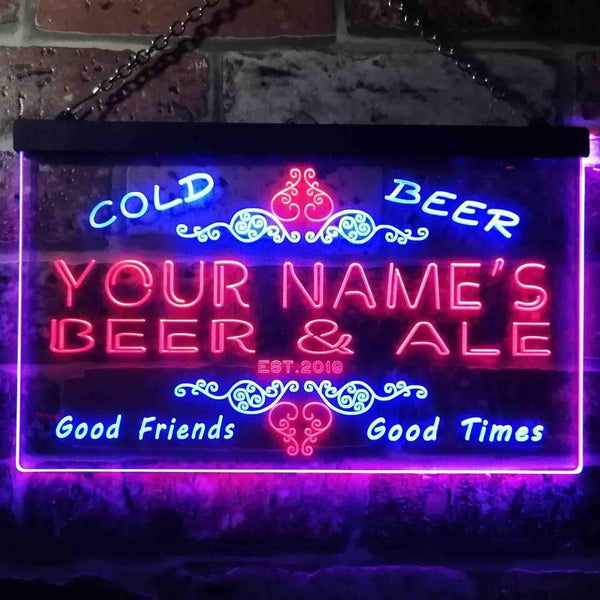 COLD BEER
YOUR NAME'S
BEER & ALE
EST.2019
Good Friends Good Times